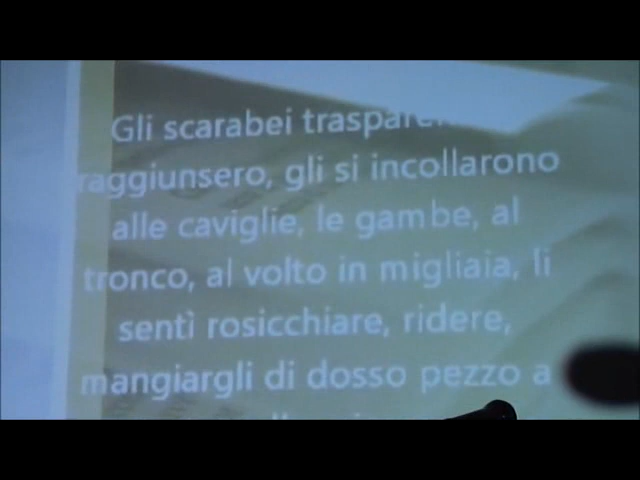 Gli scarabei
raggiunsero, gli si incollarono
alle caviglie, le gambe, al
tronco, al volto in migliaia, li
sentì rosicchiare, ridere,
mangiargli di dosso pezzo a